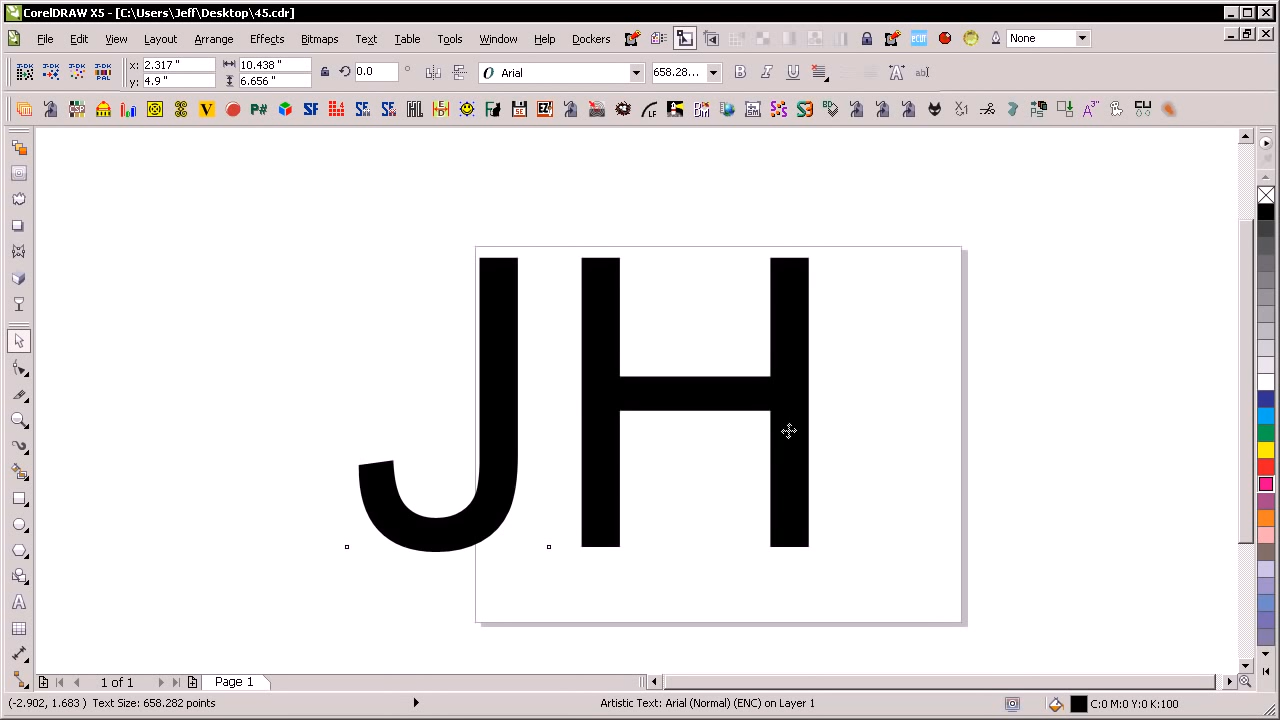 CorelDRAW X5 - [C:\Users\Jeff\Desktop\45.cdr]
File Edit View Layout Arrange Effects Bitmaps Text Table Tools Window Help Dockers None
x: 2.317 " 10.438 " 0.0 ° Arial 658.28...
y: 4.9 " 6.656 "
JH
1 of 1 Page 1
(-2.902, 1.683 ) Text Size: 658.282 points Artistic Text: Arial (Normal) (ENC) on Layer 1 C:0 M:0 Y:0 K:100